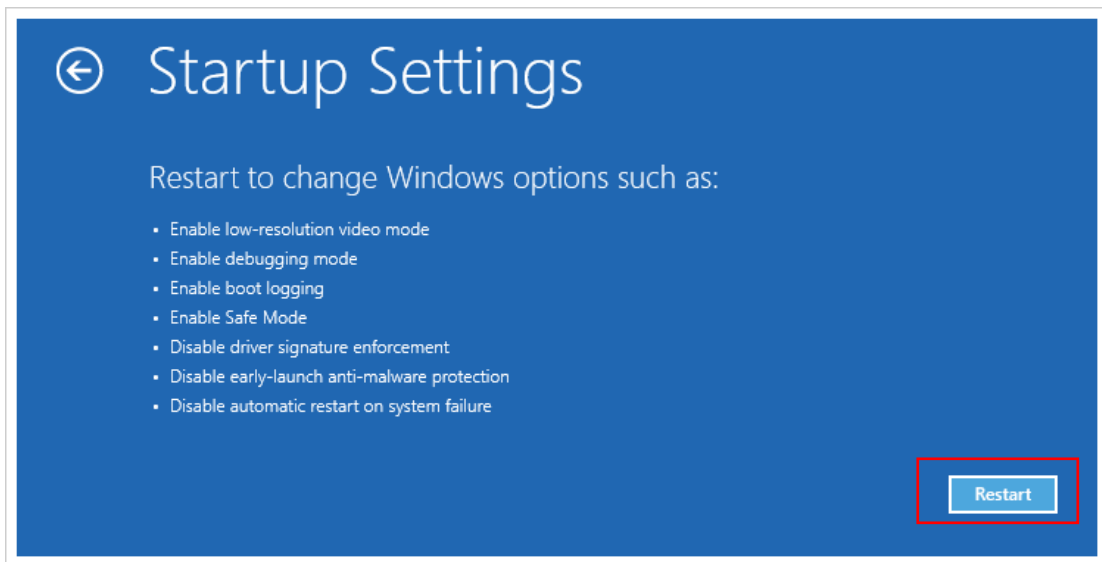 Startup Settings
Restart to change Windows options such as:
▪ Enable low-resolution video mode
▪ Enable debugging mode
▪ Enable boot logging
▪ Enable Safe Mode
▪ Disable driver signature enforcement
▪ Disable early-launch anti-malware protection
▪ Disable automatic restart on system failure
Restart